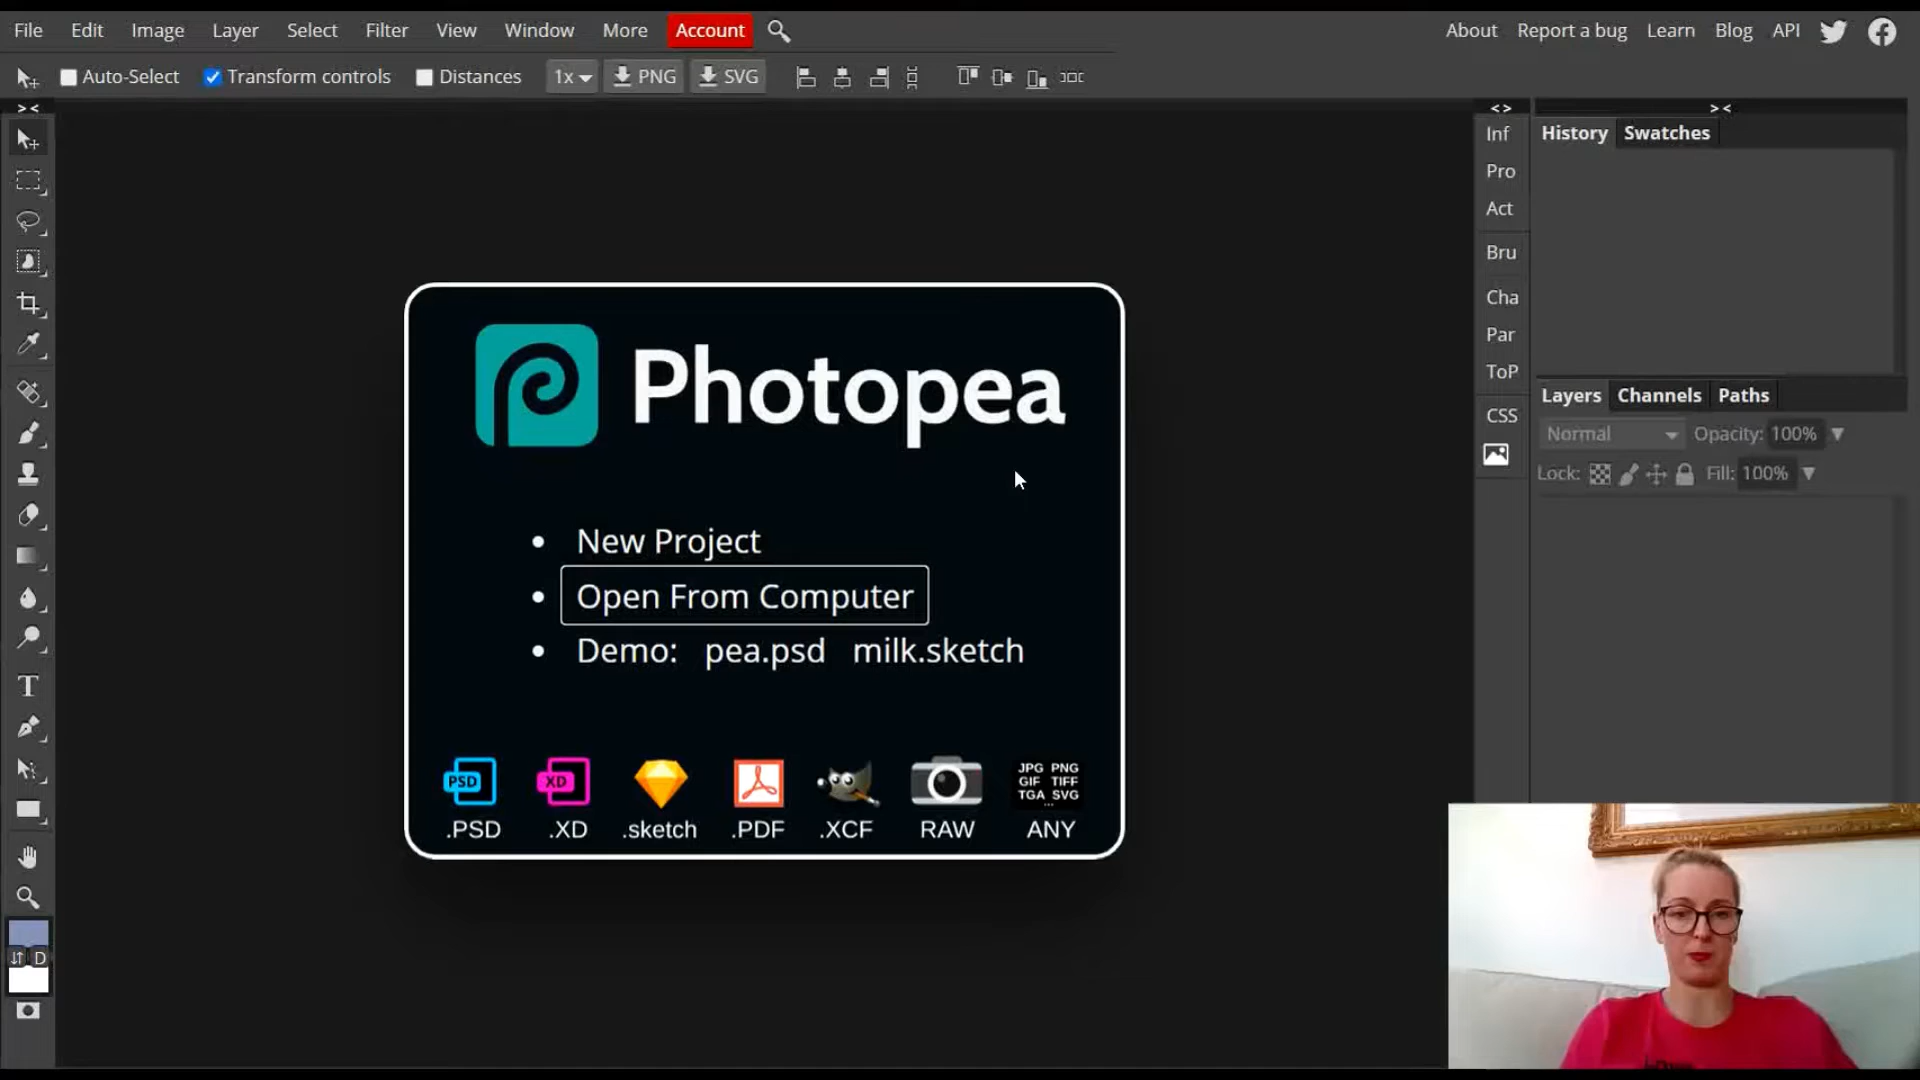 File Edit Image Layer Select Filter View Window More Account
About Report a bug Learn Blog API
Auto-Select Transform controls Distances 1x PNG SVG
> <
< >
> <
Inf
Pro
Act
Bru
Cha
Par
ToP
CSS
History Swatches
Layers Channels Paths
Normal Opacity: 100%
Lock: Fill: 100%
Photopea
New Project
Open From Computer
Demo: pea.psd milk.sketch
PSD
XD
JPG PNG
GIF TIFF
TGA SVG
...
.PSD .XD .sketch .PDF .XCF RAW ANY
T
D